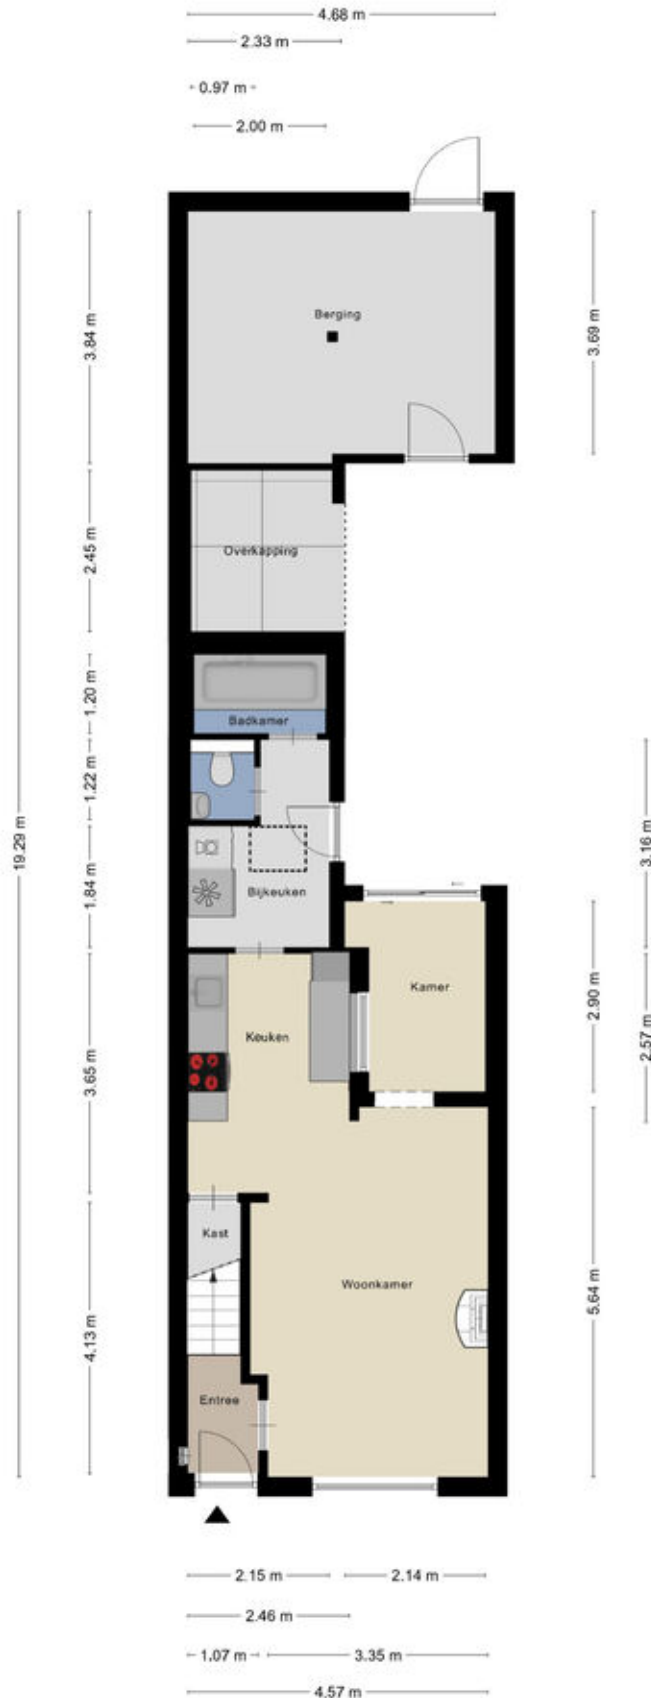 4.68 m
2.33 m
0.97 m
2.00 m
Berging
3.84 m
3.69 m
Overkapping
2.45 m
Badkamer
1.20 m
1.22 m
19.29 m
3.16 m
1.84 m
Bijkeuken
Kamer
2.90 m
2.57 m
Keuken
3.65 m
Kast
Woonkamer
5.64 m
4.13 m
Entree
2.15 m
2.14 m
2.46 m
1.07 m
3.35 m
4.57 m